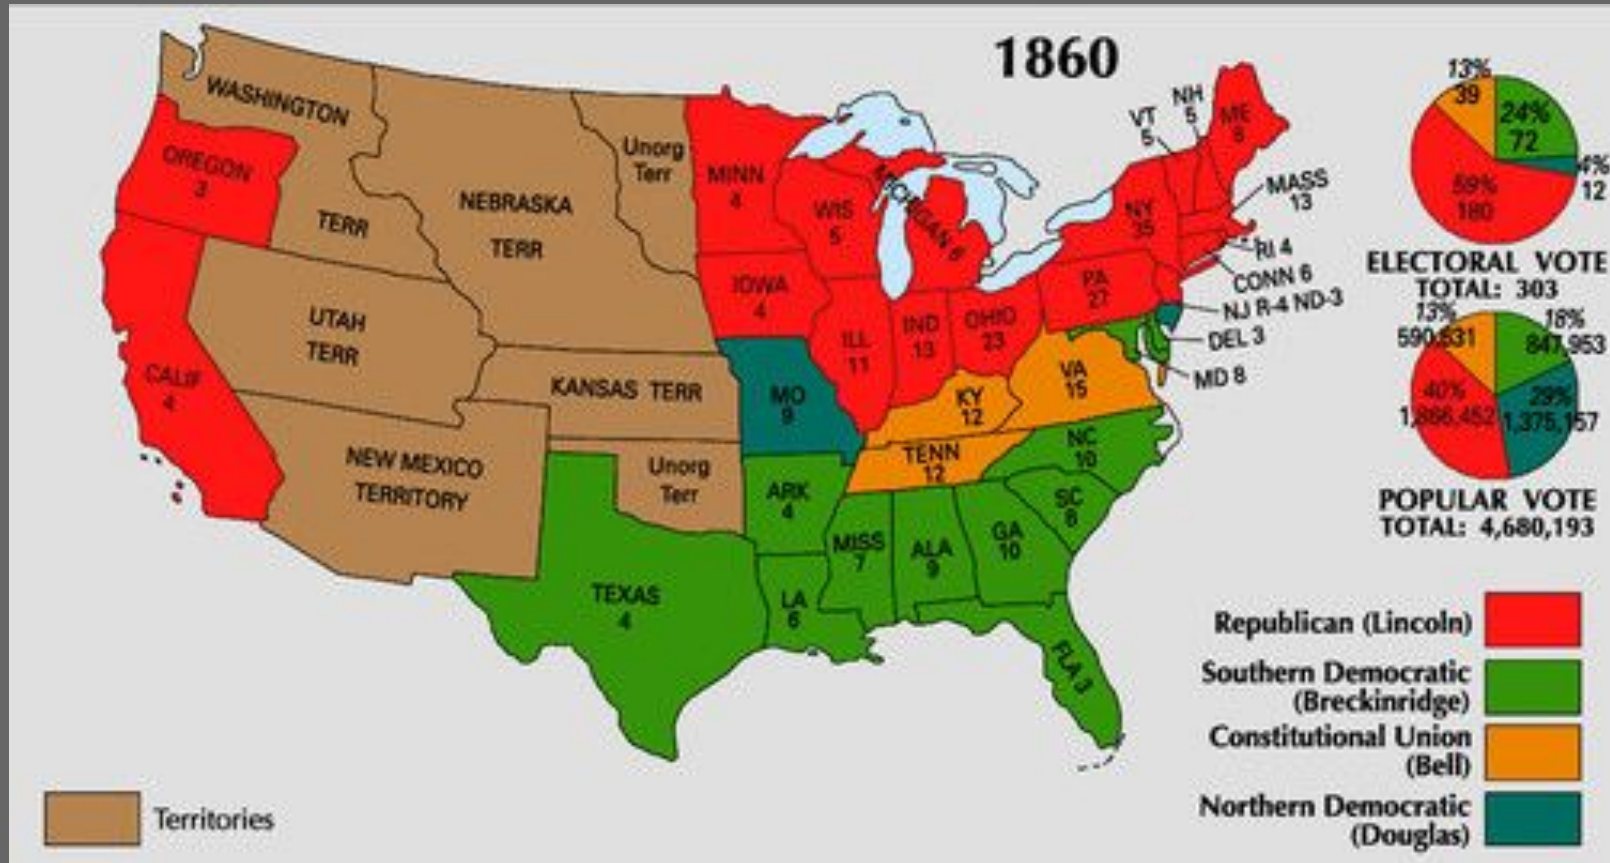 1860
WASHINGTON
TERR
OREGON
3
CALIF
4
NEBRASKA
TERR
Unorg
Terr
UTAH
TERR
KANSAS TERR
NEW MEXICO
TERRITORY
Unorg
Terr
MINN
4
WIS
5
MICHIGAN 6
IOWA
4
ILL
11
IND
13
OHIO
23
PA
27
NY
35
VT
5
NH
5
ME
8
MASS
13
RI 4
CONN 6
NJ R-4 ND-3
DEL 3
MD 8
MO
9
KY
12
VA
15
TENN
12
NC
10
SC
8
GA
10
ALA
9
MISS
7
ARK
4
LA
6
TEXAS
4
FLA 3
13%
39
24%
72
4%
12
59%
180
ELECTORAL VOTE
TOTAL: 303
13%
590,631
18%
847,953
40%
1,866,452
29%
1,375,157
POPULAR VOTE
TOTAL: 4,680,193
Republican (Lincoln)
Southern Democratic
(Breckinridge)
Constitutional Union
(Bell)
Northern Democratic
(Douglas)
Territories